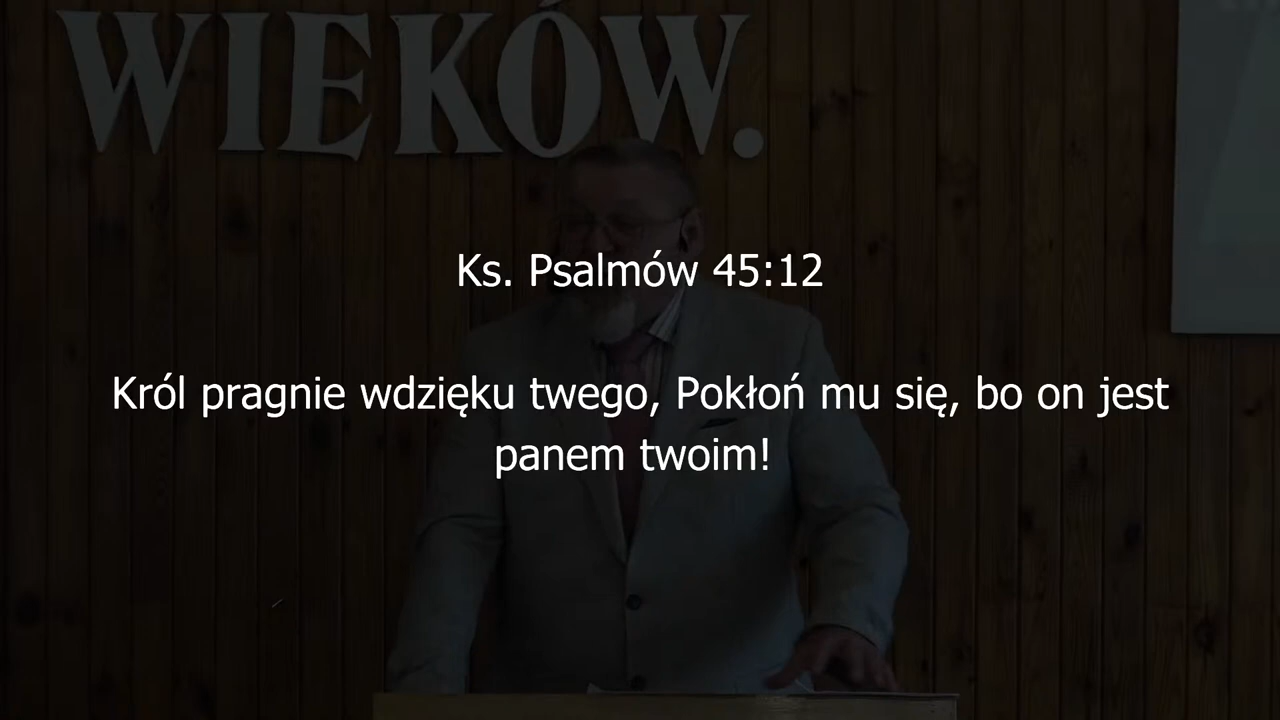 WIEKÓW.
Ks. Psalmów 45:12
Król pragnie wdzięku twego, Pokłoń mu się, bo on jest
panem twoim!